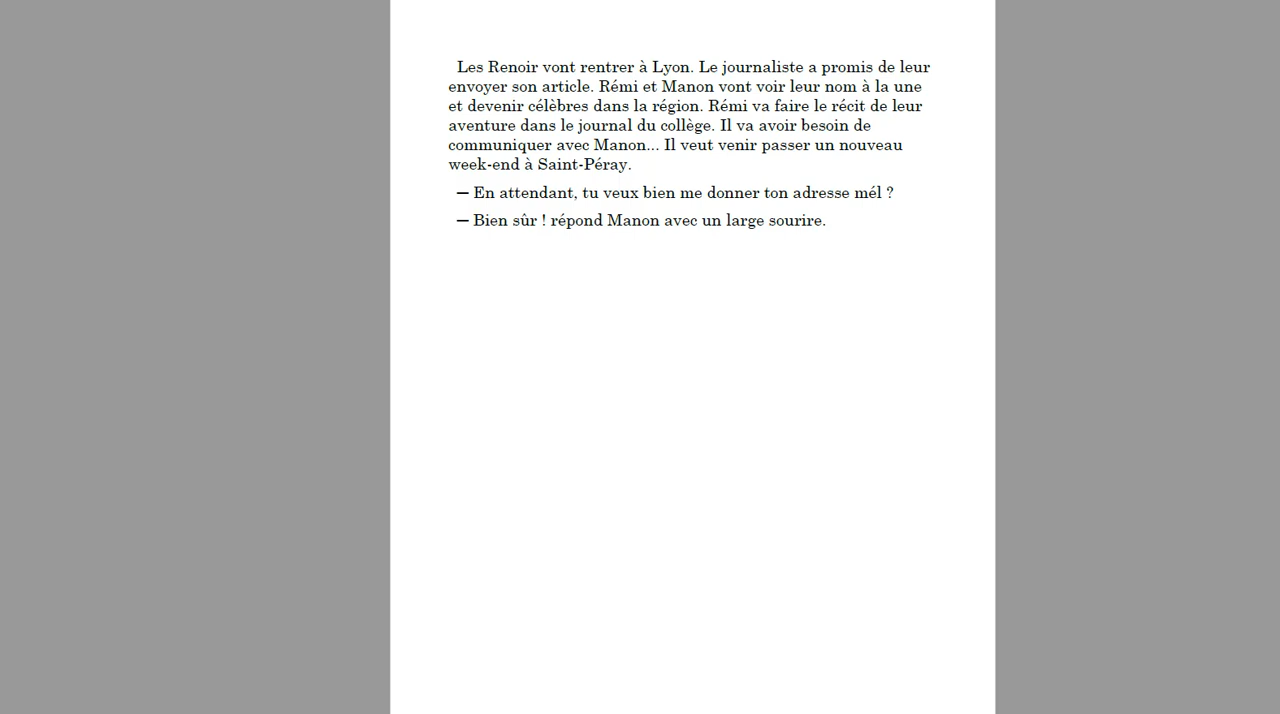 Les Renoir vont rentrer à Lyon. Le journaliste a promis de leur
envoyer son article. Rémi et Manon vont voir leur nom à la une
et devenir célèbres dans la région. Rémi va faire le récit de leur
aventure dans le journal du collège. Il va avoir besoin de
communiquer avec Manon... Il veut venir passer un nouveau
week-end à Saint-Péray.
— En attendant, tu veux bien me donner ton adresse mél ?
— Bien sûr ! répond Manon avec un large sourire.